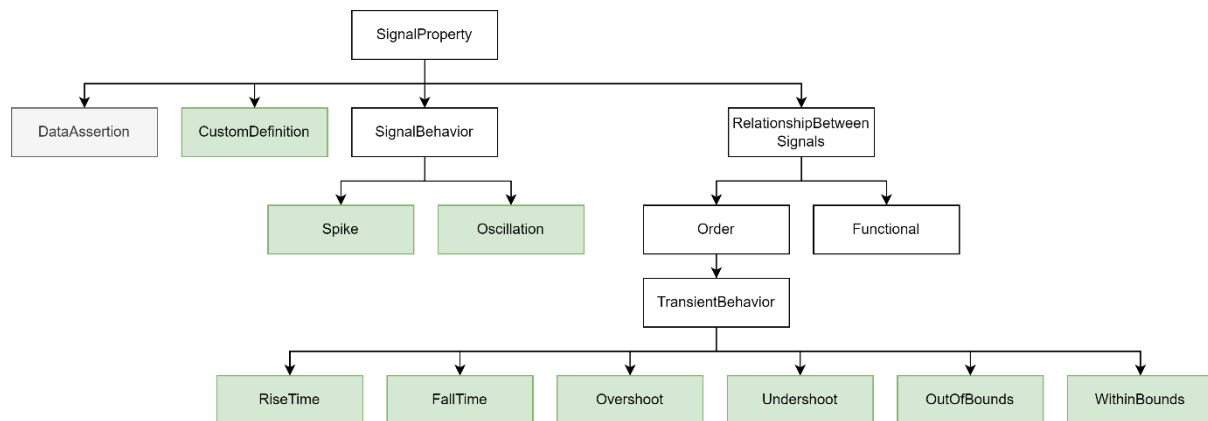 SignalProperty
DataAssertion
CustomDefinition
SignalBehavior
RelationshipBetween
Signals
Spike
Oscillation
Order
Functional
TransientBehavior
RiseTime
FallTime
Overshoot
Undershoot
OutOfBounds
WithinBounds